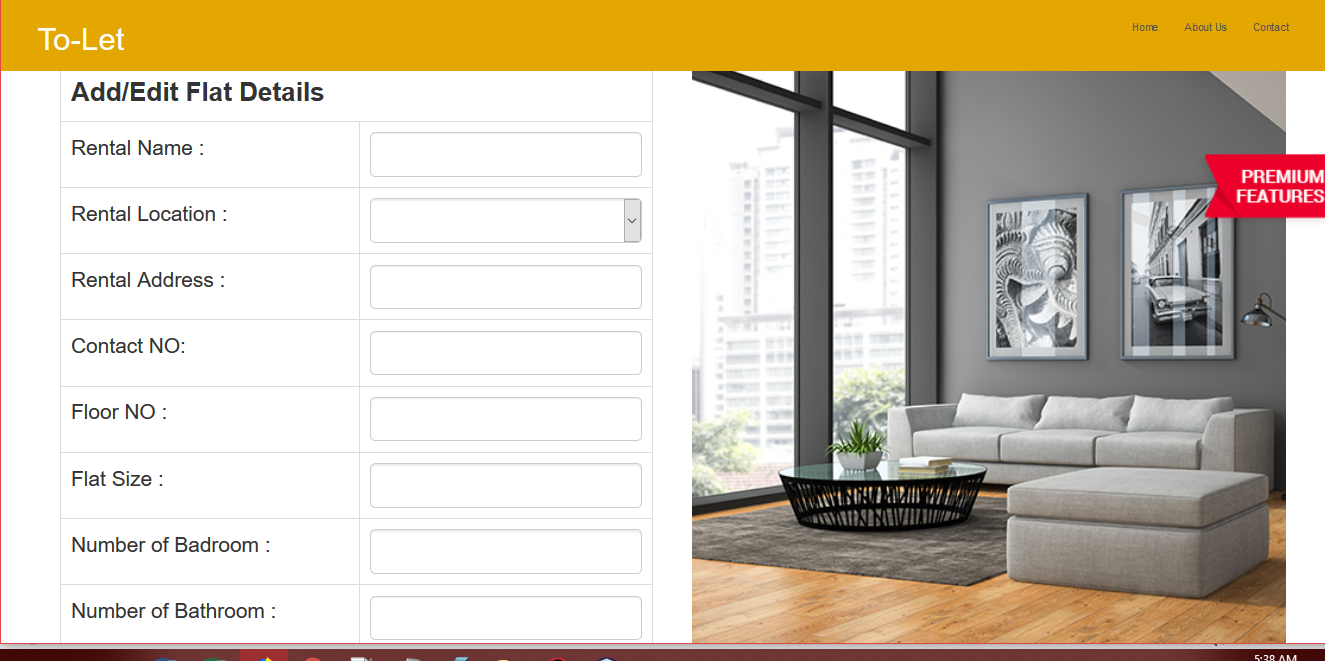 To-Let
Home About Us Contact
Add/Edit Flat Details
Rental Name :
Rental Location :
Rental Address :
Contact NO:
Floor NO :
Flat Size :
Number of Badroom :
Number of Bathroom :
PREMIUM
FEATURES
5:38 AM